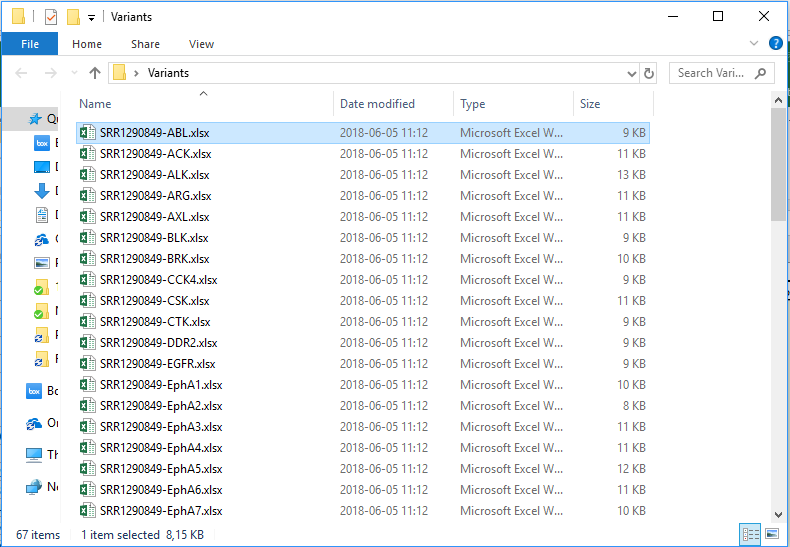 Variants
File Home Share View
Variants Search Vari...
Name Date modified Type Size
SRR1290849-ABL.xlsx 2018-06-05 11:12 Microsoft Excel W... 9 KB
SRR1290849-ACK.xlsx 2018-06-05 11:12 Microsoft Excel W... 11 KB
SRR1290849-ALK.xlsx 2018-06-05 11:12 Microsoft Excel W... 13 KB
SRR1290849-ARG.xlsx 2018-06-05 11:12 Microsoft Excel W... 11 KB
SRR1290849-AXL.xlsx 2018-06-05 11:12 Microsoft Excel W... 11 KB
SRR1290849-BLK.xlsx 2018-06-05 11:12 Microsoft Excel W... 9 KB
SRR1290849-BRK.xlsx 2018-06-05 11:12 Microsoft Excel W... 10 KB
SRR1290849-CCK4.xlsx 2018-06-05 11:12 Microsoft Excel W... 9 KB
SRR1290849-CSK.xlsx 2018-06-05 11:12 Microsoft Excel W... 11 KB
SRR1290849-CTK.xlsx 2018-06-05 11:12 Microsoft Excel W... 9 KB
SRR1290849-DDR2.xlsx 2018-06-05 11:12 Microsoft Excel W... 9 KB
SRR1290849-EGFR.xlsx 2018-06-05 11:12 Microsoft Excel W... 9 KB
SRR1290849-EphA1.xlsx 2018-06-05 11:12 Microsoft Excel W... 10 KB
SRR1290849-EphA2.xlsx 2018-06-05 11:12 Microsoft Excel W... 8 KB
SRR1290849-EphA3.xlsx 2018-06-05 11:12 Microsoft Excel W... 11 KB
SRR1290849-EphA4.xlsx 2018-06-05 11:12 Microsoft Excel W... 11 KB
SRR1290849-EphA5.xlsx 2018-06-05 11:12 Microsoft Excel W... 12 KB
SRR1290849-EphA6.xlsx 2018-06-05 11:12 Microsoft Excel W... 11 KB
SRR1290849-EphA7.xlsx 2018-06-05 11:12 Microsoft Excel W... 10 KB
67 items 1 item selected 8,15 KB